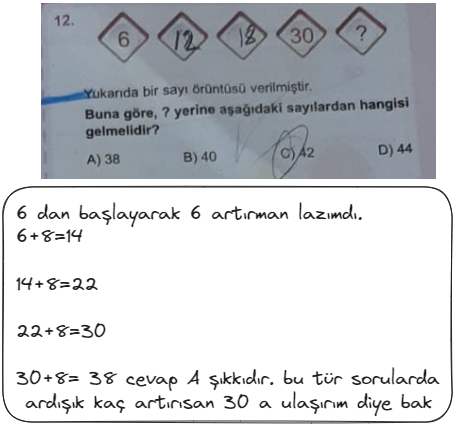 12.
6 12 18 30 ?
Yukarıda bir sayı örüntüsü verilmiştir.
Buna göre, ? yerine aşağıdaki sayılardan hangisi
gelmelidir?
A) 38 B) 40 C) 42 D) 44
6 dan başlayarak 6 artırman lazımdı.
6+8=14
14+8=22
22+8=30
30+8= 38 cevap A şıkkıdır. bu tür sorularda
ardışık kaç artırısan 30 a ulaşırım diye bak